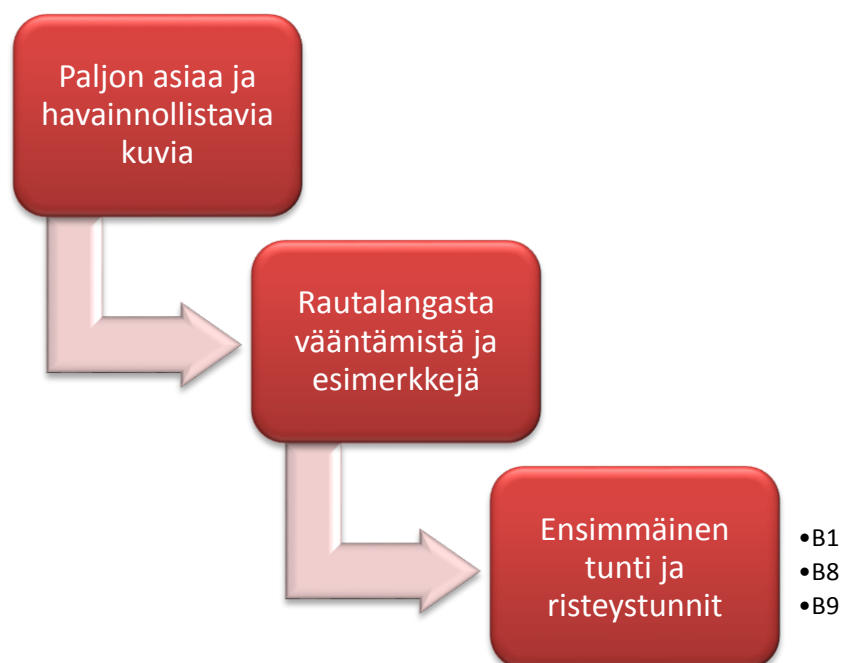 Paljon asiaa ja
havainnollistavia
kuvia
Rautalangasta
vääntämistä ja
esimerkkejä
Ensimmäinen
tunti ja
risteystunnit
•B1
•B8
•B9